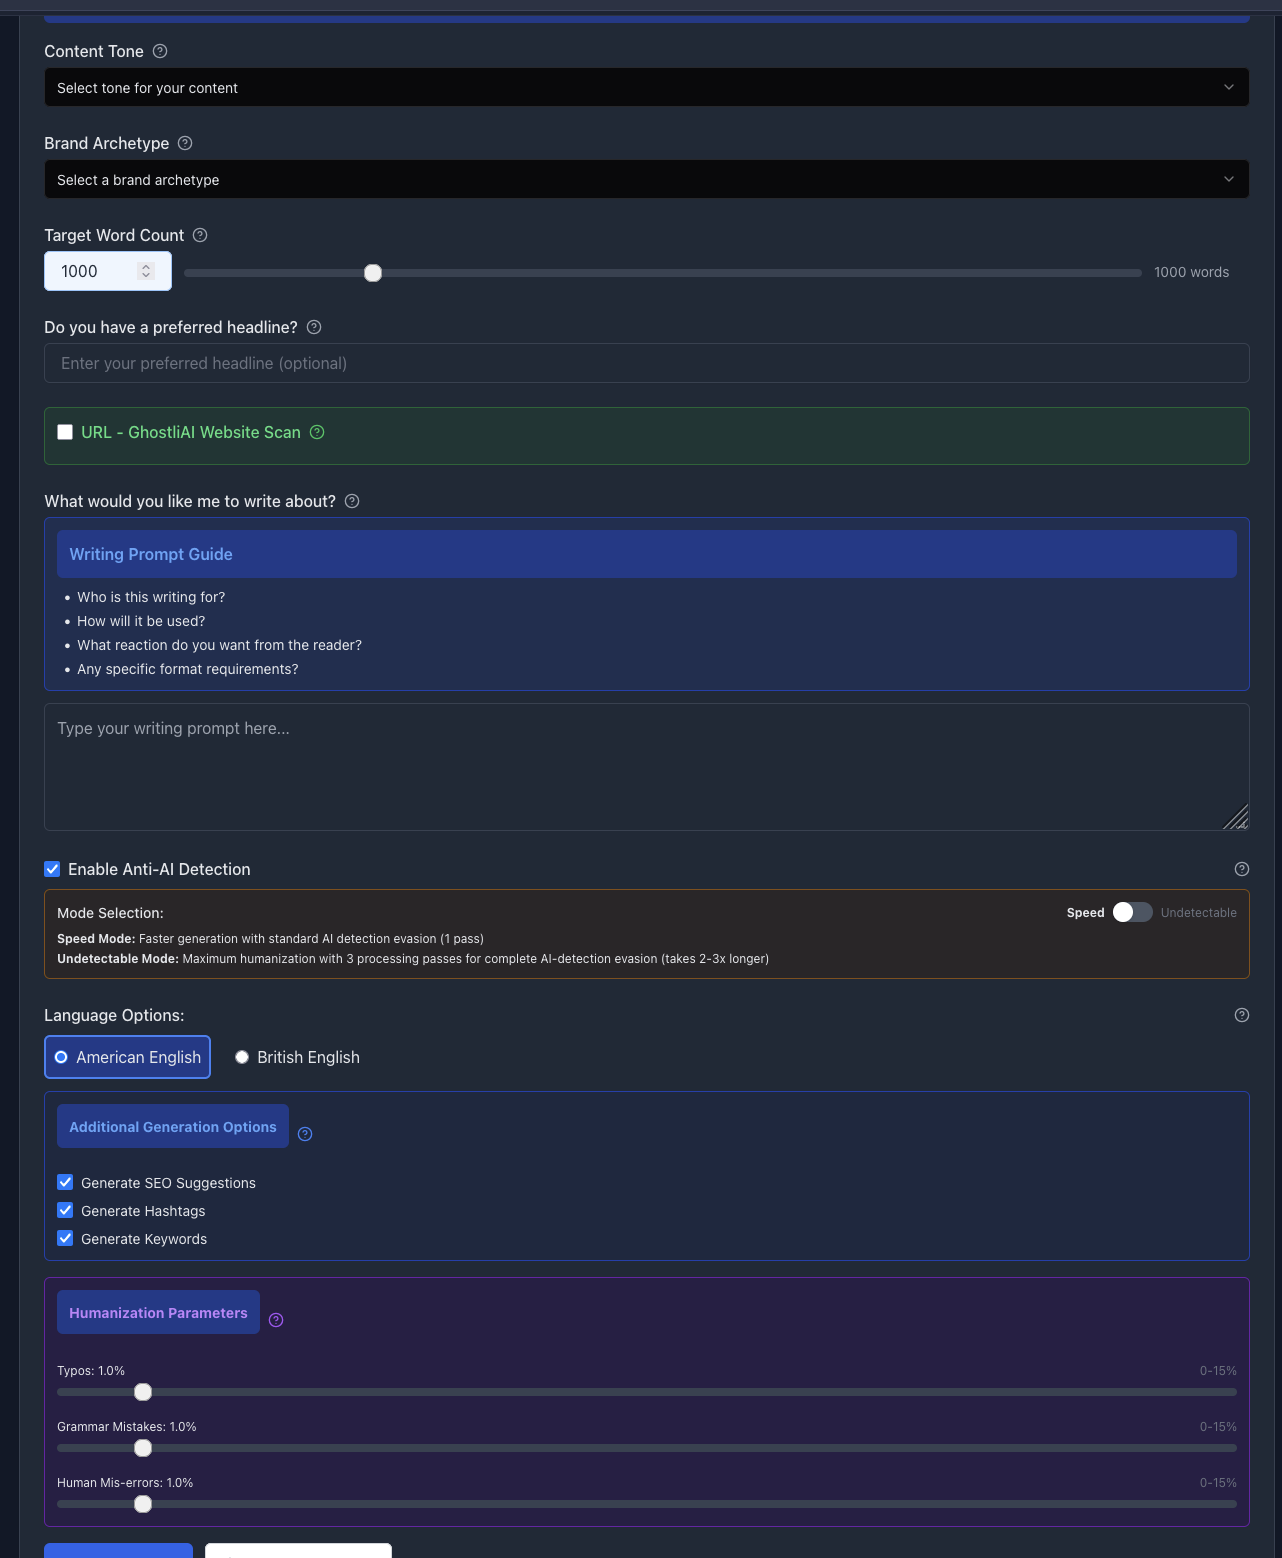 Content Tone
Select tone for your content
Brand Archetype
Select a brand archetype
Target Word Count
1000
1000 words
Do you have a preferred headline?
Enter your preferred headline (optional)
URL - GhostliAI Website Scan
What would you like me to write about?
Writing Prompt Guide
• Who is this writing for?
• How will it be used?
• What reaction do you want from the reader?
• Any specific format requirements?
Type your writing prompt here...
Enable Anti-AI Detection
Mode Selection:
Speed Undetectable
Speed Mode: Faster generation with standard AI detection evasion (1 pass)
Undetectable Mode: Maximum humanization with 3 processing passes for complete AI-detection evasion (takes 2-3x longer)
Language Options:
American English British English
Additional Generation Options
Generate SEO Suggestions
Generate Hashtags
Generate Keywords
Humanization Parameters
Typos: 1.0% 0-15%
Grammar Mistakes: 1.0% 0-15%
Human Mis-errors: 1.0% 0-15%